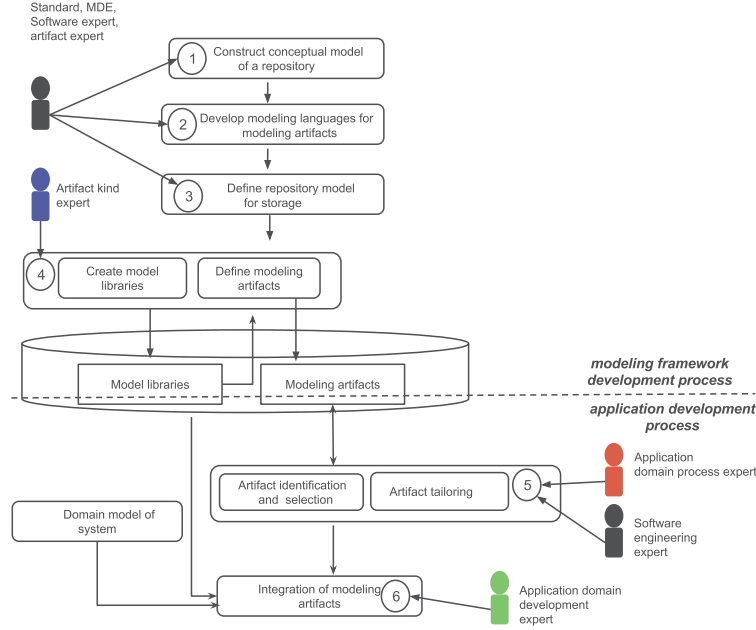 Standard, MDE,
Software expert,
artifact expert
1
Construct conceptual model
of a repository
2
Develop modeling languages for
modeling artifacts
3
Define repository model
for storage
Artifact kind
expert
4
Create model
libraries
Define modeling
artifacts
Model libraries
Modeling artifacts
modeling framework
development process
application development
process
Artifact identification
and selection
Artifact tailoring
5
Application
domain process expert
Software
engineering
expert
Domain model of
system
Integration of modeling
artifacts
6
Application domain
development
expert